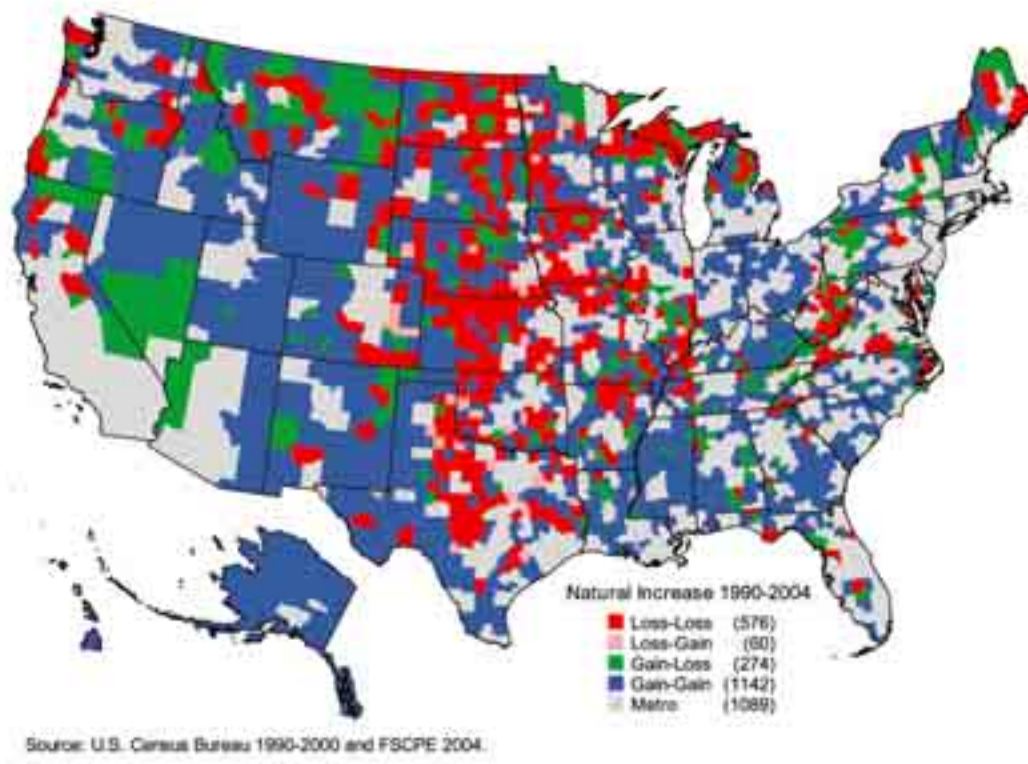 Natural Increase 1990-2004
Loss-Loss (576)
Loss-Gain (60)
Gain-Loss (274)
Gain-Gain (1142)
Metro (1089)
Source: U.S. Census Bureau 1990-2000 and FSCPE 2004.